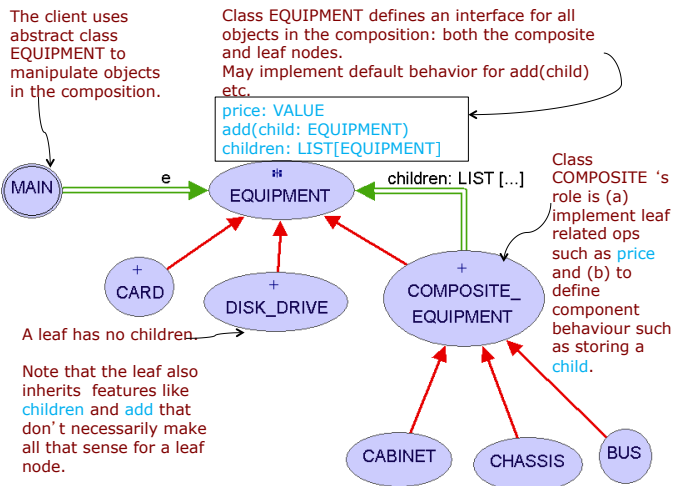 The client uses
abstract class
EQUIPMENT to
manipulate objects
in the composition.
Class EQUIPMENT defines an interface for all
objects in the composition: both the composite
and leaf nodes.
May implement default behavior for add(child)
etc.
price: VALUE
add(child: EQUIPMENT)
children: LIST[EQUIPMENT]
MAIN
e
*
EQUIPMENT
children: LIST [...]
Class
COMPOSITE 's
role is (a)
implement leaf
related ops
such as price
and (b) to
define
component
behaviour such
as storing a
child.
+
CARD
+
DISK_DRIVE
+
COMPOSITE_
EQUIPMENT
A leaf has no children.
Note that the leaf also
inherits features like
children and add that
don't necessarily make
all that sense for a leaf
node.
CABINET
CHASSIS
BUS